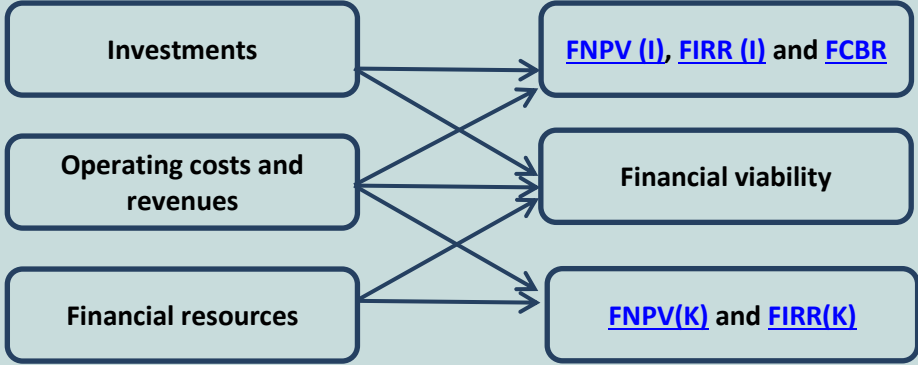 Investments
FNPV (I), FIRR (I) and FCBR
Operating costs and
revenues
Financial viability
Financial resources
FNPV(K) and FIRR(K)